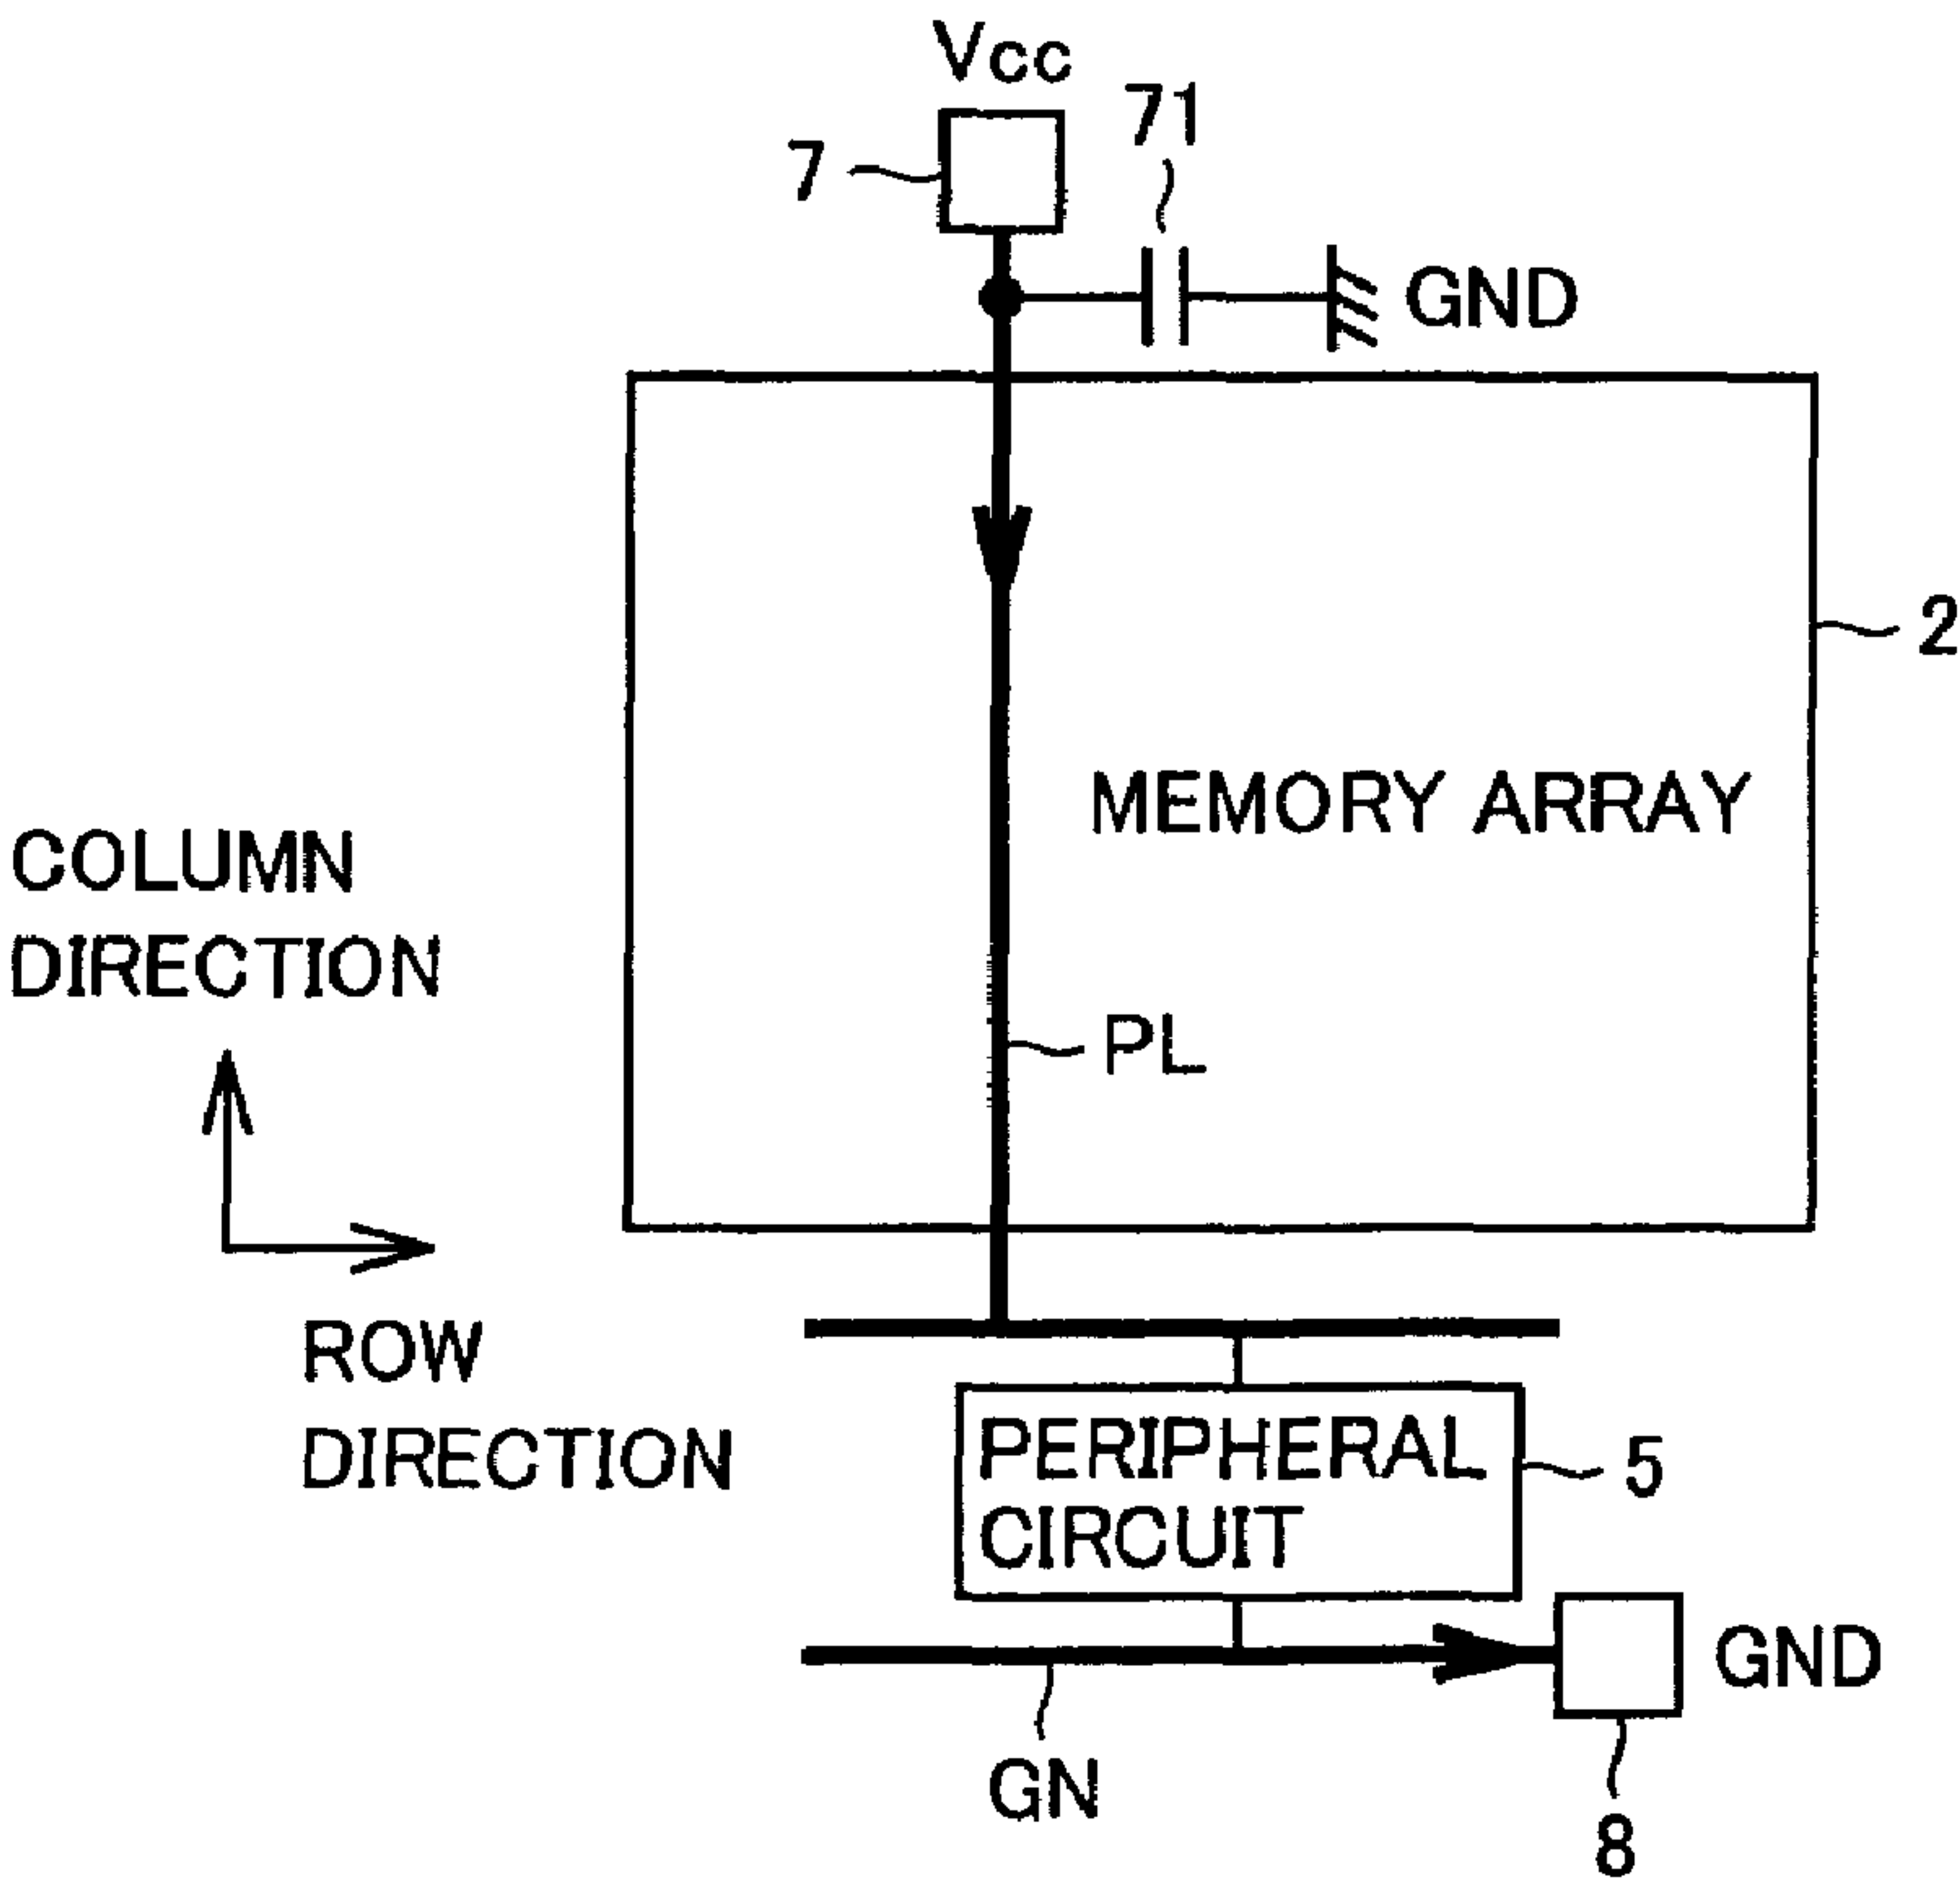 Vcc
71
7
GND
2
MEMORY ARRAY
COLUMN
DIRECTION
PL
ROW
DIRECTION
PERIPHERAL
CIRCUIT
5
GND
GN
8